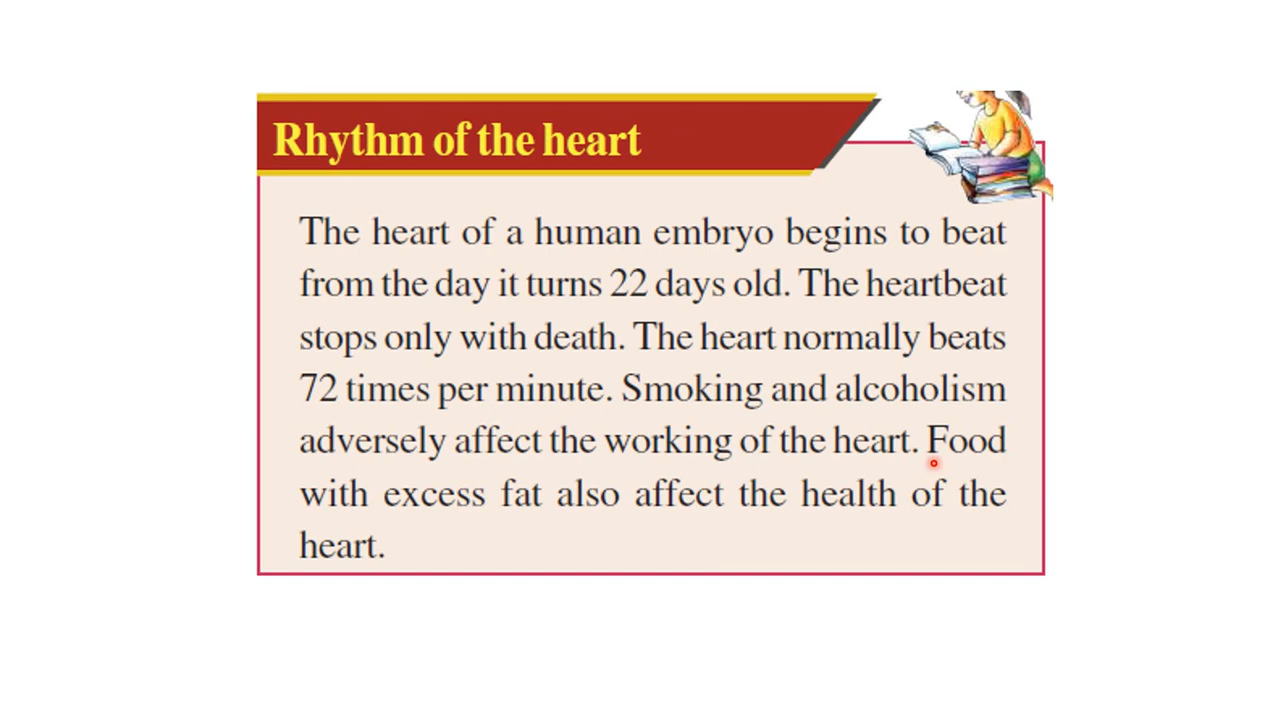 Rhythm of the heart
The heart of a human embryo begins to beat
from the day it turns 22 days old. The heartbeat
stops only with death. The heart normally beats
72 times per minute. Smoking and alcoholism
adversely affect the working of the heart. Food
with excess fat also affect the health of the
heart.